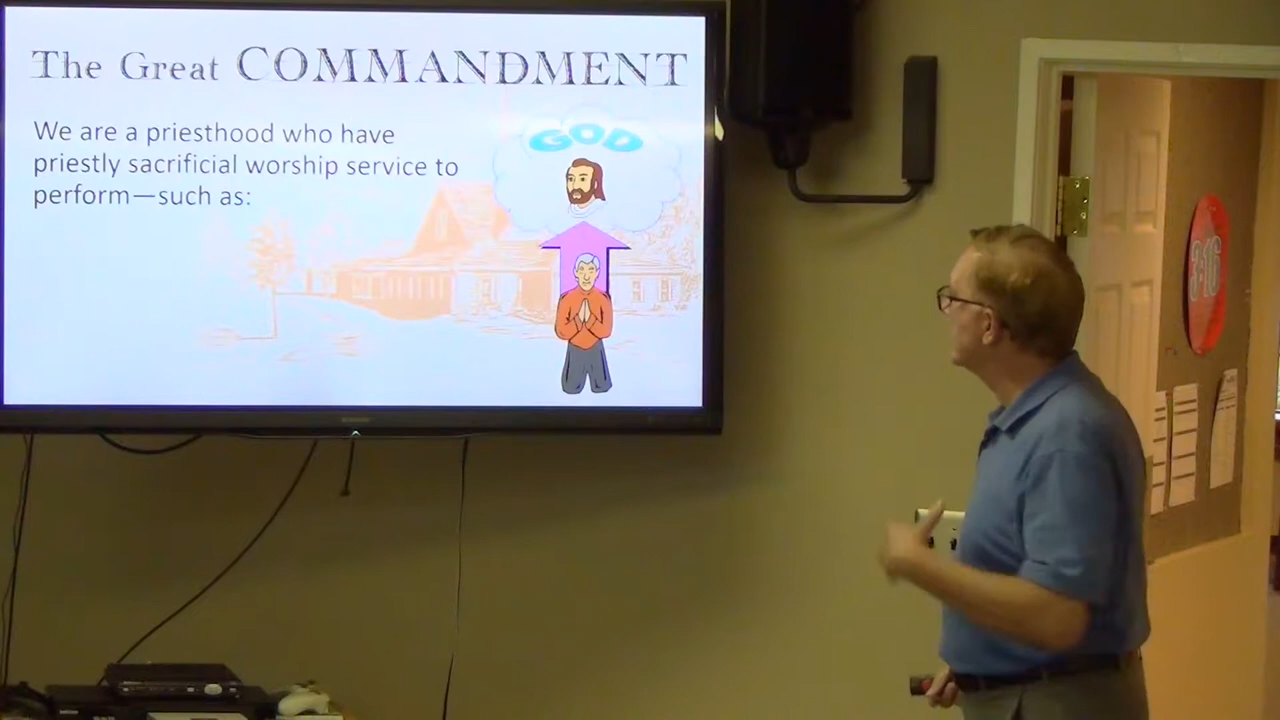 The Great COMMANDMENT
We are a priesthood who have
priestly sacrificial worship service to
perform—such as:
GOD
3:16